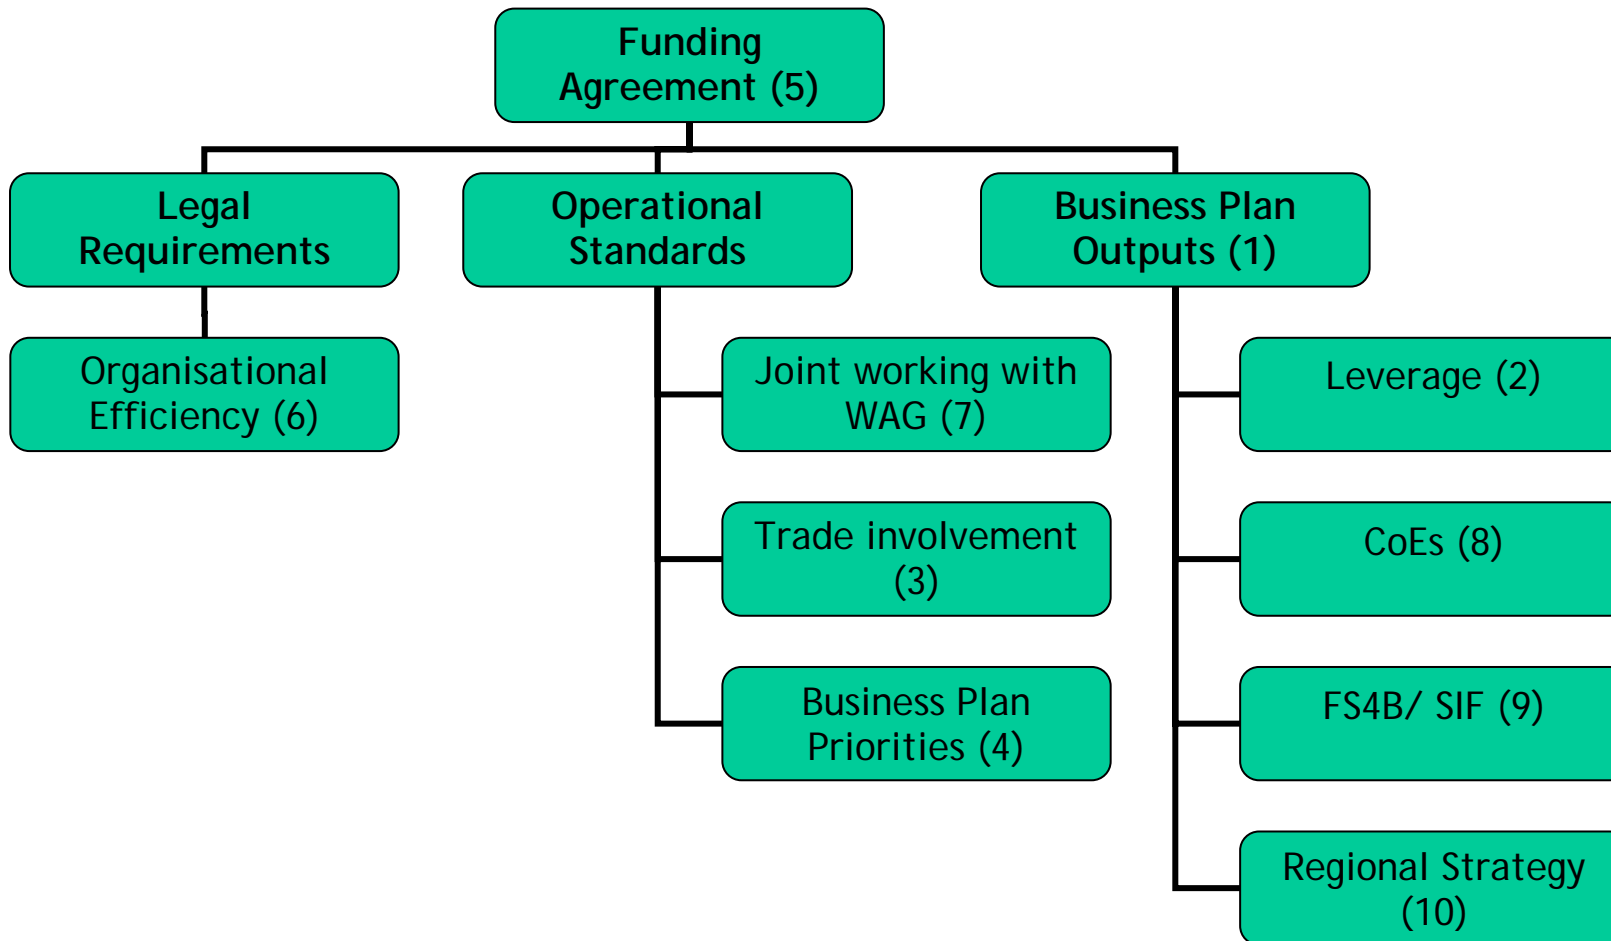 Funding
Agreement (5)
Legal
Requirements
Operational
Standards
Business Plan
Outputs (1)
Organisational
Efficiency (6)
Joint working with
WAG (7)
Trade involvement
(3)
Business Plan
Priorities (4)
Leverage (2)
CoEs (8)
FS4B/ SIF (9)
Regional Strategy
(10)